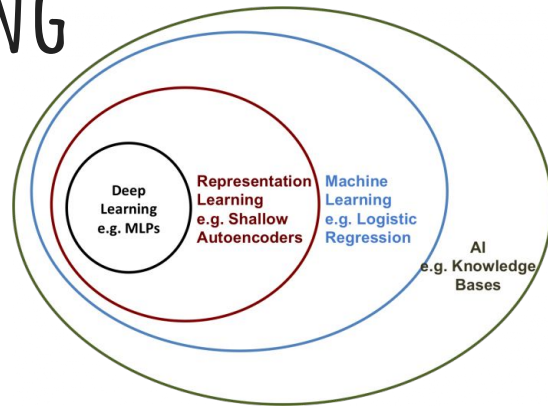 NG
Deep
Learning
e.g. MLPs
Representation
Learning
e.g. Shallow
Autoencoders
Machine
Learning
e.g. Logistic
Regression
AI
e.g. Knowledge
Bases